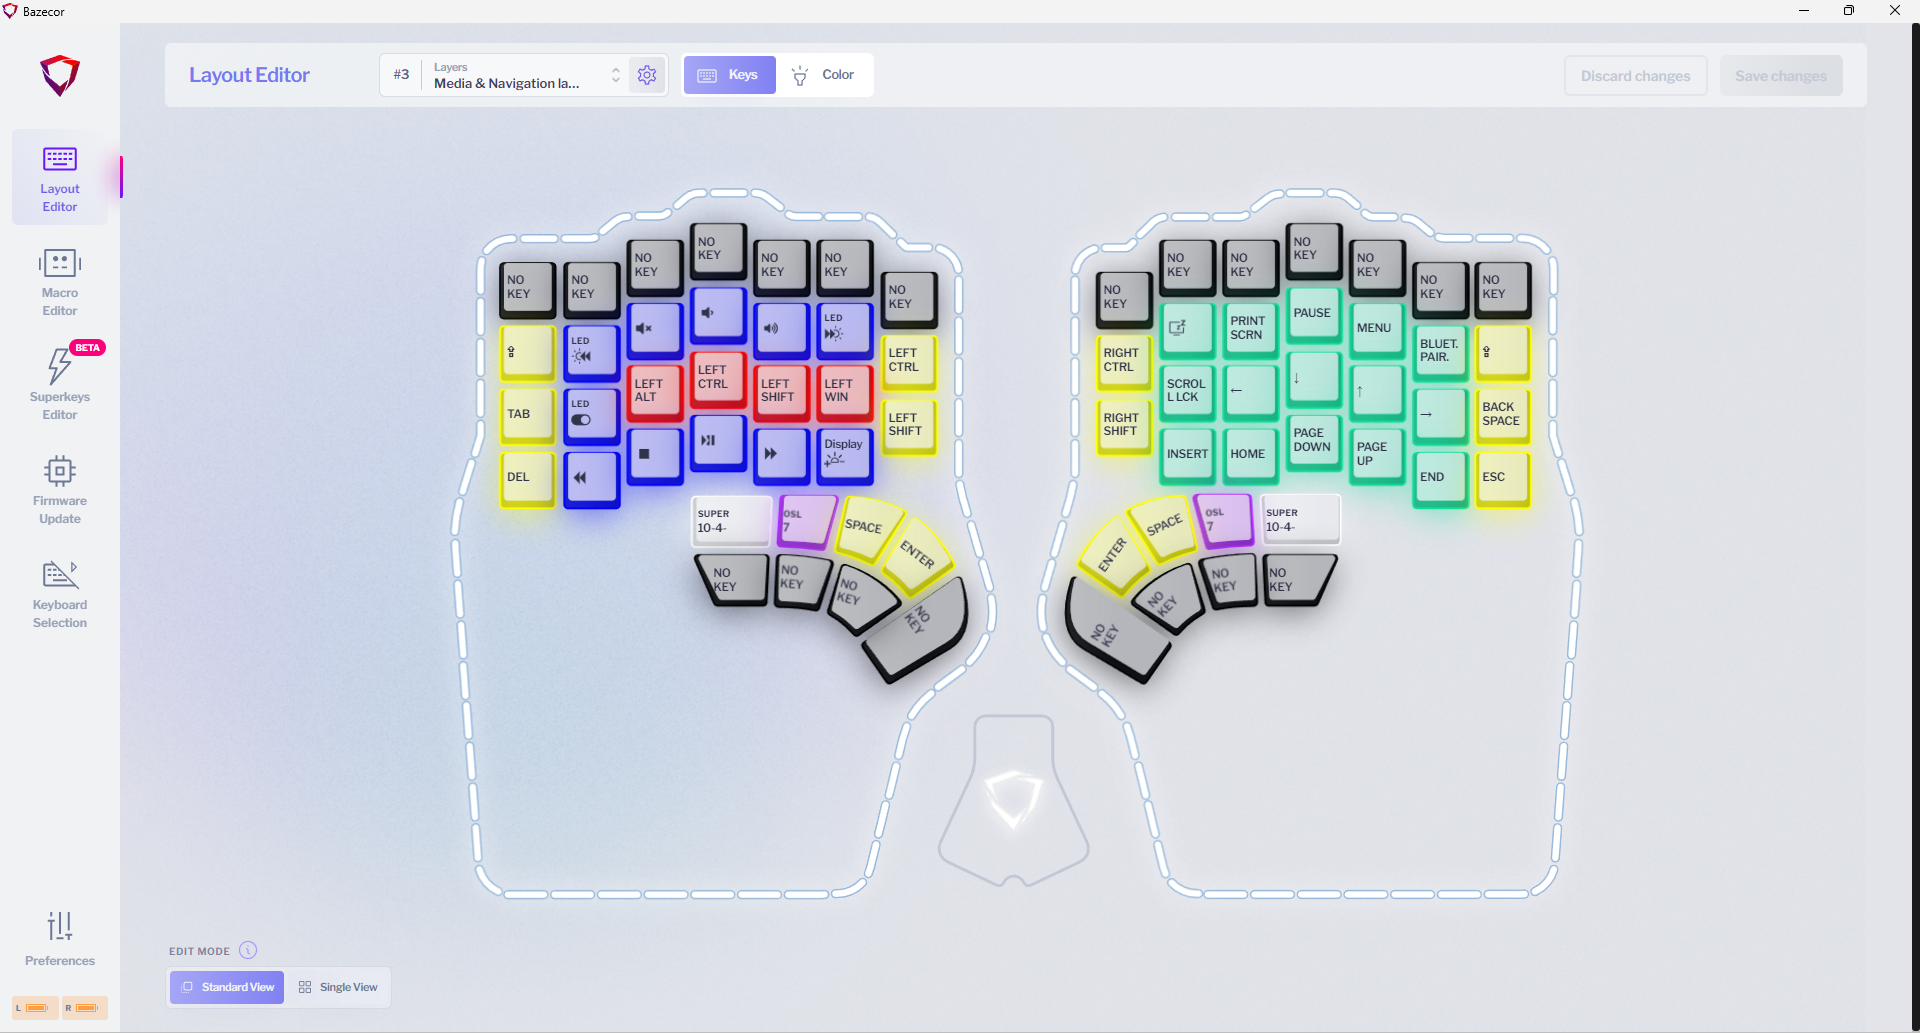 Bazecor
Layout Editor
#3
Layers
Media & Navigation la...
Keys
Color
Discard changes
Save changes
Layout
Editor
Macro
Editor
BETA
Superkeys
Editor
Firmware
Update
Keyboard
Selection
Preferences
L
R
NO
KEY
NO
KEY
NO
KEY
NO
KEY
NO
KEY
NO
KEY
NO
KEY
LED
LED
LEFT
CTRL
TAB
LED
LEFT
ALT
LEFT
CTRL
LEFT
SHIFT
LEFT
WIN
LEFT
SHIFT
DEL
Display
SUPER
10-4-
OSL
7
SPACE
ENTER
NO
KEY
NO
KEY
NO
KEY
NO
KEY
NO
KEY
NO
KEY
NO
KEY
NO
KEY
NO
KEY
NO
KEY
NO
KEY
RIGHT
CTRL
PRINT
SCRN
PAUSE
MENU
BLUET.
PAIR.
RIGHT
SHIFT
SCROL
L LCK
←
↓
↑
→
BACK
SPACE
INSERT
HOME
PAGE
DOWN
PAGE
UP
END
ESC
ENTER
SPACE
OSL
7
SUPER
10-4-
NO
KEY
NO
KEY
NO
KEY
NO
KEY
EDIT MODE
Standard View
Single View